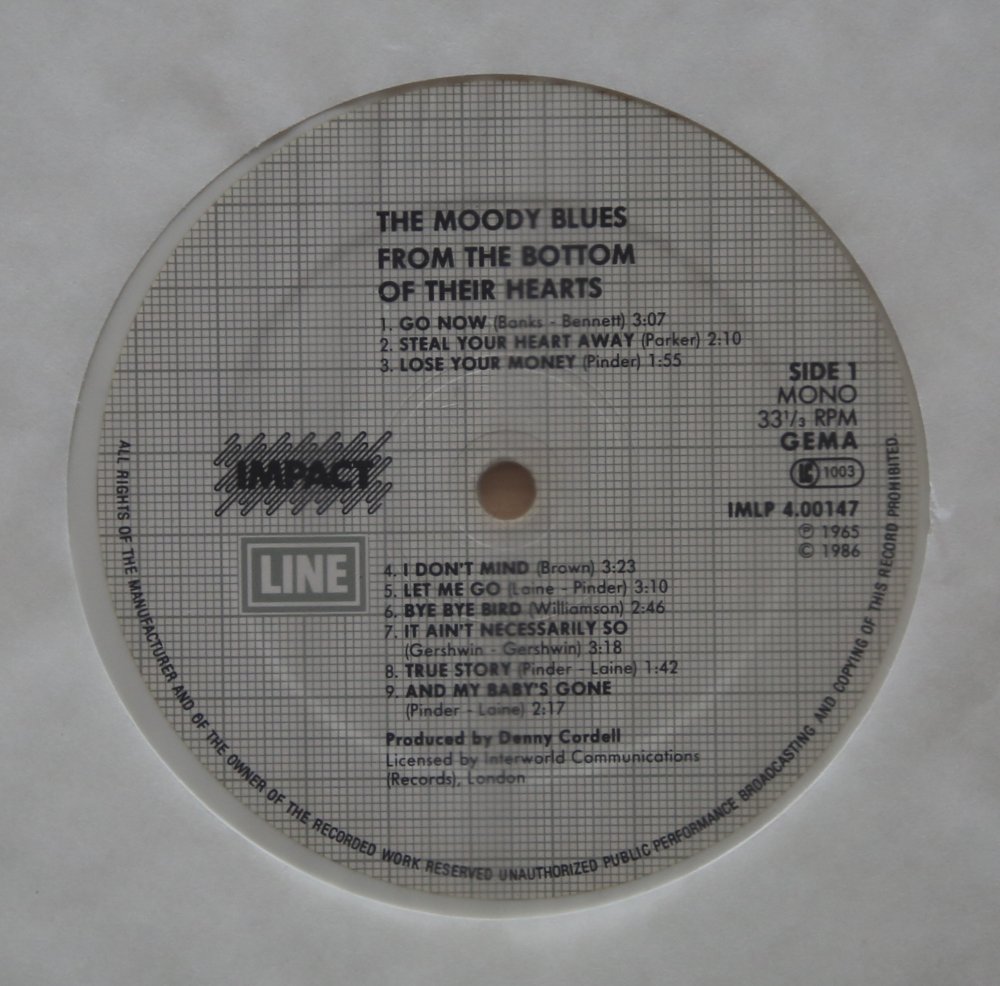 THE MOODY BLUES
FROM THE BOTTOM
OF THEIR HEARTS
1. GO NOW (Banks - Bennett) 3:07
2. STEAL YOUR HEART AWAY (Parker) 2:10
3. LOSE YOUR MONEY (Pinder) 1:55
SIDE 1
MONO
33 1/3 RPM
GEMA
LC 1003
IMLP 4.00147
℗ 1965
© 1986
IMPACT
LINE
4. I DON'T MIND (Brown) 3:23
5. LET ME GO (Laine - Pinder) 3:10
6. BYE BYE BIRD (Williamson) 2:46
7. IT AIN'T NECESSARILY SO
(Gershwin - Gershwin) 3:18
8. TRUE STORY (Pinder - Laine) 1:42
9. AND MY BABY'S GONE
(Pinder - Laine) 2:17
Produced by Denny Cordell
Licensed by Interworld Communications
(Records), London
ALL RIGHTS OF THE MANUFACTURER AND OF THE OWNER OF THE RECORDED WORK RESERVED UNAUTHORIZED PUBLIC PERFORMANCE BROADCASTING AND COPYING OF THIS RECORD PROHIBITED.